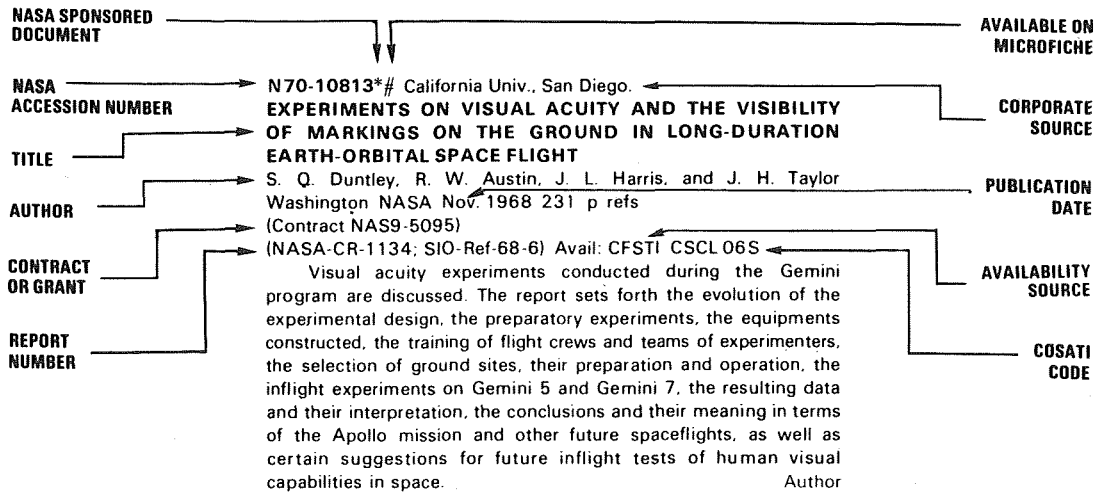 NASA SPONSORED
DOCUMENT
AVAILABLE ON
MICROFICHE
NASA
ACCESSION NUMBER
N70-10813*# California Univ., San Diego.
CORPORATE
SOURCE
TITLE
EXPERIMENTS ON VISUAL ACUITY AND THE VISIBILITY
OF MARKINGS ON THE GROUND IN LONG-DURATION
EARTH-ORBITAL SPACE FLIGHT
AUTHOR
S. Q. Duntley, R. W. Austin, J. L. Harris, and J. H. Taylor
Washington NASA Nov. 1968 231 p refs
PUBLICATION
DATE
CONTRACT
OR GRANT
(Contract NAS9-5095)
(NASA-CR-1134; SIO-Ref-68-6) Avail: CFSTI CSCL 06S
AVAILABILITY
SOURCE
REPORT
NUMBER
COSATI
CODE
Visual acuity experiments conducted during the Gemini
program are discussed. The report sets forth the evolution of the
experimental design, the preparatory experiments, the equipments
constructed, the training of flight crews and teams of experimenters,
the selection of ground sites, their preparation and operation, the
inflight experiments on Gemini 5 and Gemini 7, the resulting data
and their interpretation, the conclusions and their meaning in terms
of the Apollo mission and other future spaceflights, as well as
certain suggestions for future inflight tests of human visual
capabilities in space. Author